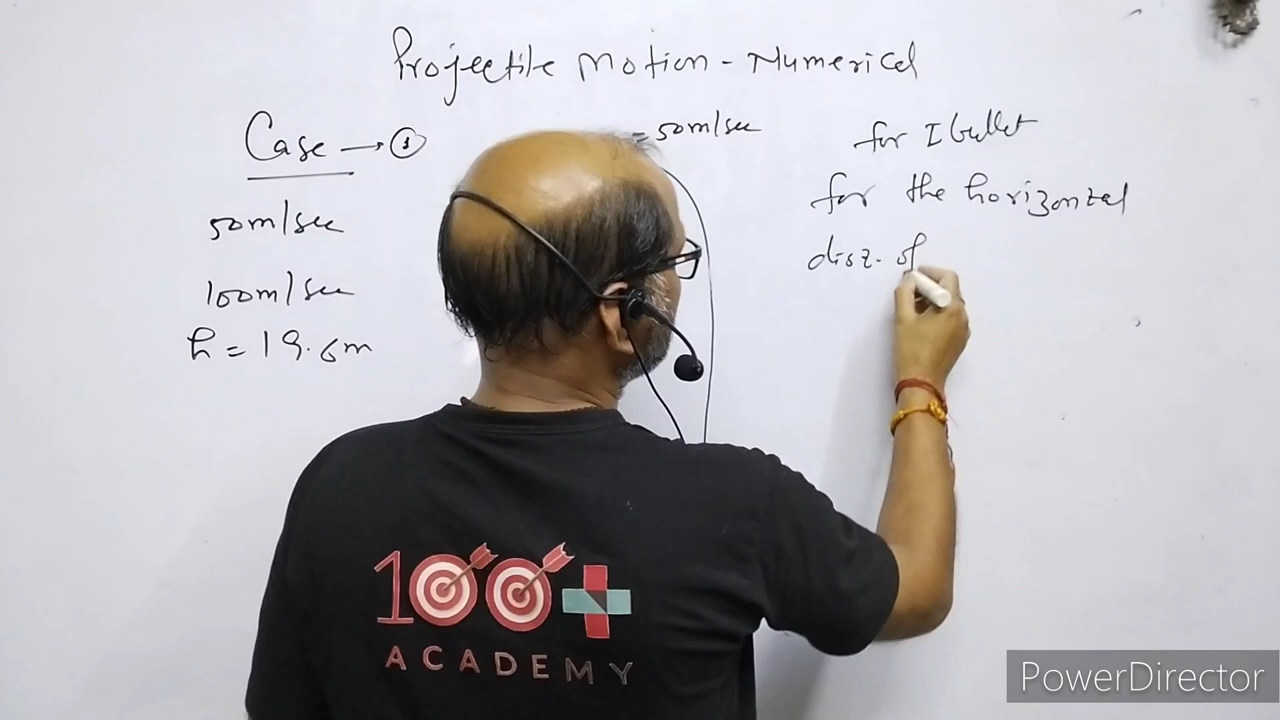 Projectile Motion - Numerical
Case → ①
50m/sec
100m/sec
h = 19.6m
= 50m/sec
for I bullet
for the horizontal
dist. of
100+
ACADEMY
PowerDirector